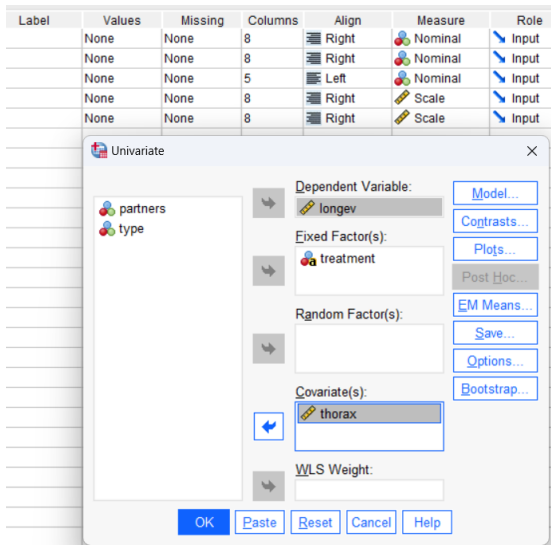 Label Values Missing Columns Align Measure Role
None None 8 Right Nominal Input
None None 8 Right Nominal Input
None None 5 Left Nominal Input
None None 8 Right Scale Input
None None 8 Right Scale Input
Univariate
partners
type
Dependent Variable:
longev
Fixed Factor(s):
a treatment
Random Factor(s):
Covariate(s):
thorax
WLS Weight:
Model...
Contrasts...
Plots...
Post Hoc...
EM Means...
Save...
Options...
Bootstrap...
OK Paste Reset Cancel Help